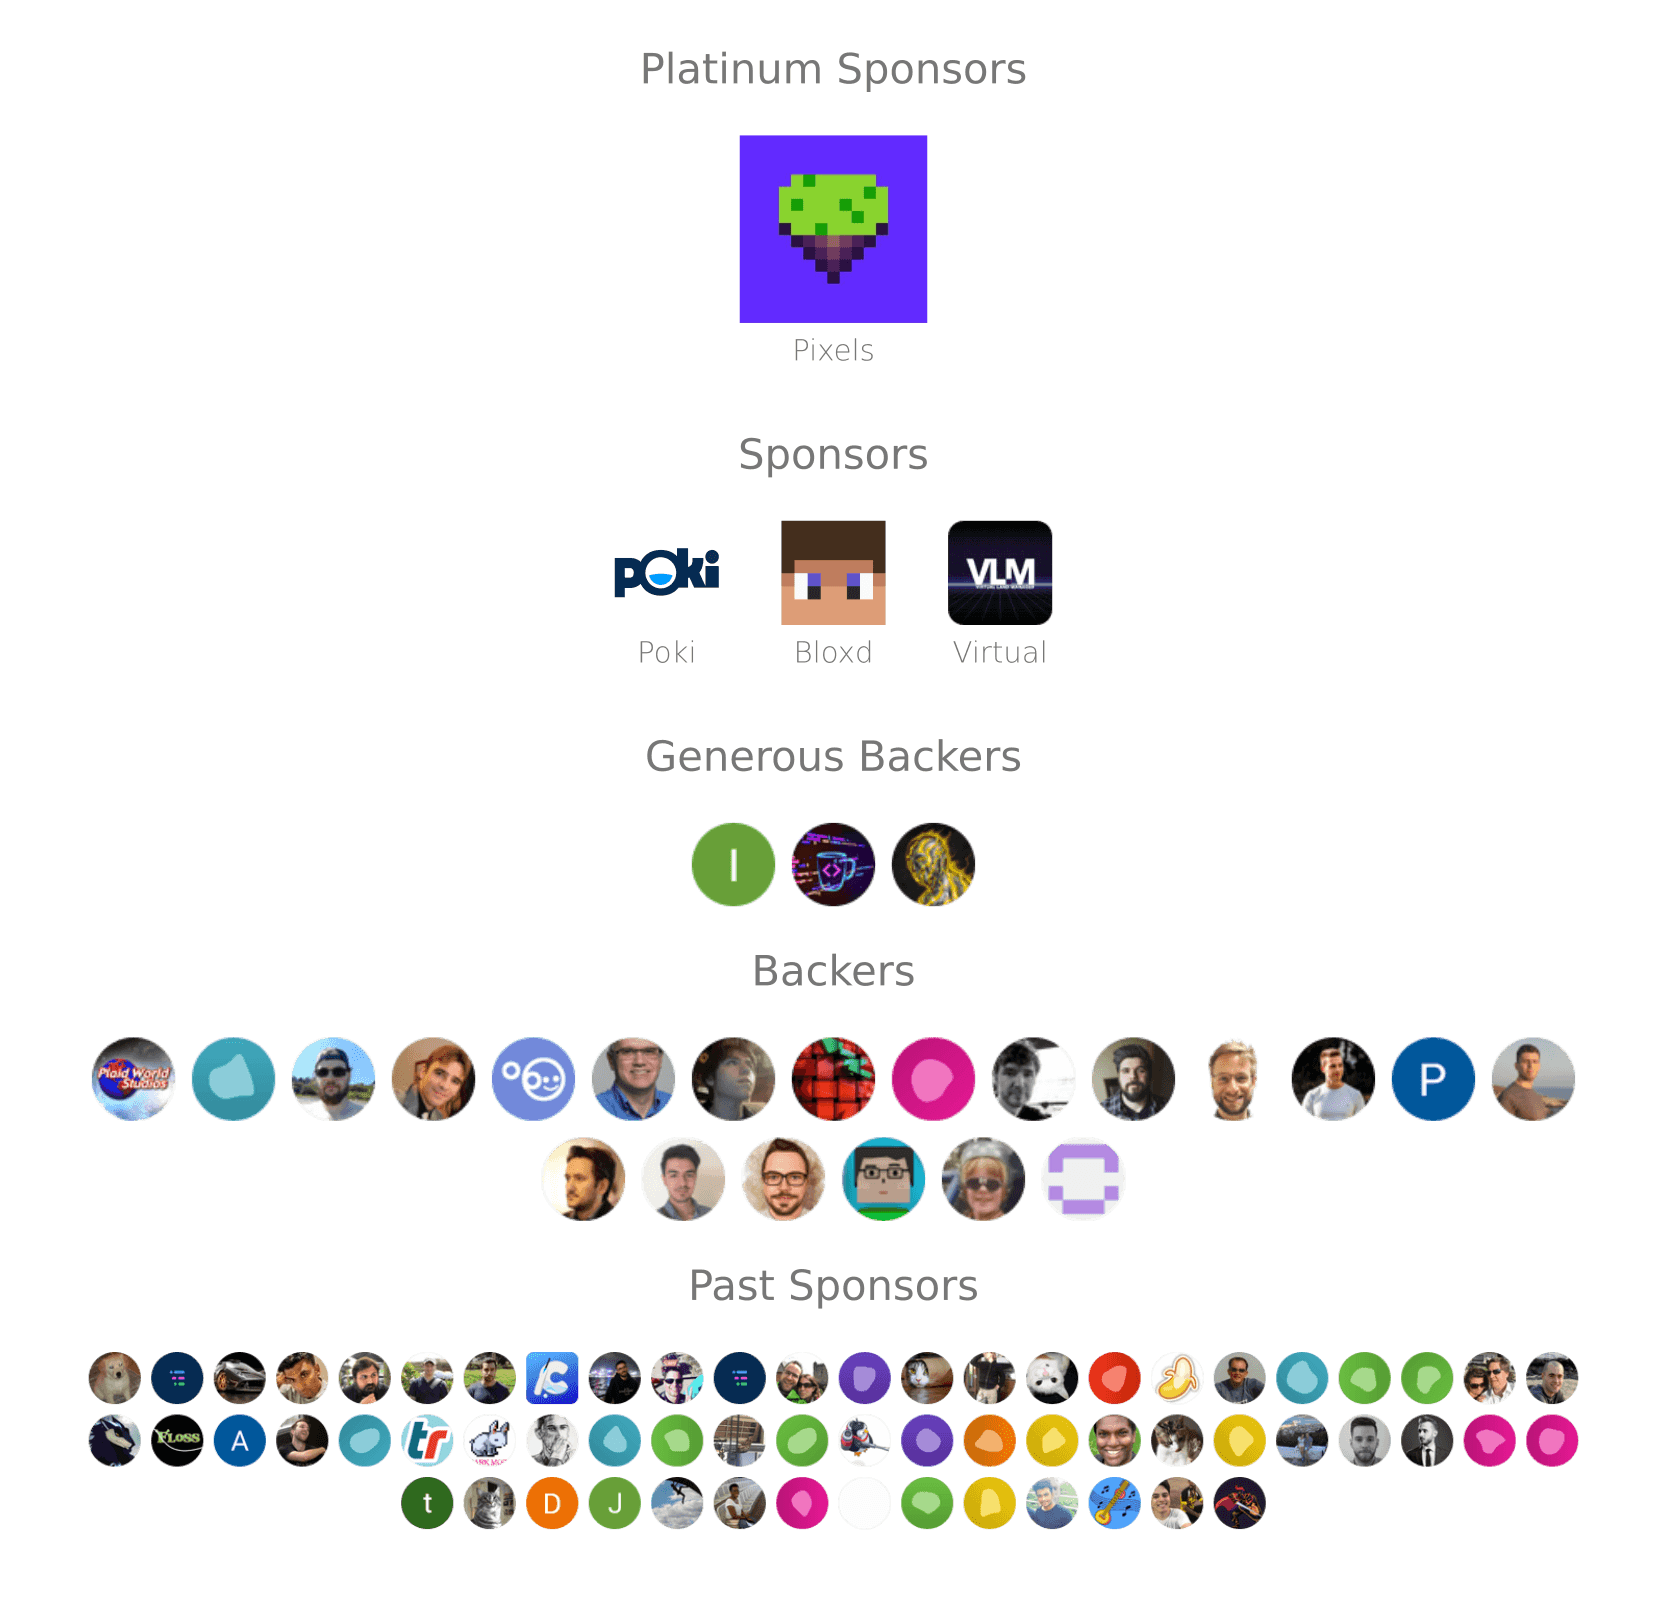 Platinum Sponsors
Pixels
Sponsors
poki
VLM
Poki Bloxd Virtual
Generous Backers
I
<>
Backers
Plaid World
Studios
P
Past Sponsors
FLOSS
A
tr
t
D
J